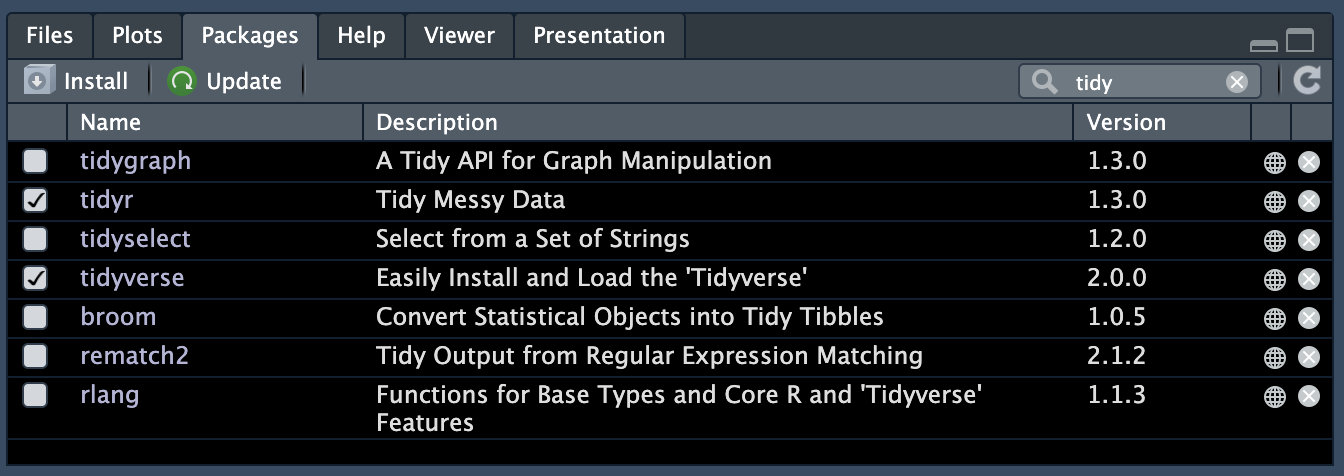 Files Plots Packages Help Viewer Presentation
Install Update tidy
Name Description Version
tidygraph A Tidy API for Graph Manipulation 1.3.0
tidyr Tidy Messy Data 1.3.0
tidyselect Select from a Set of Strings 1.2.0
tidyverse Easily Install and Load the 'Tidyverse' 2.0.0
broom Convert Statistical Objects into Tidy Tibbles 1.0.5
rematch2 Tidy Output from Regular Expression Matching 2.1.2
rlang Functions for Base Types and Core R and 'Tidyverse' 1.1.3
Features